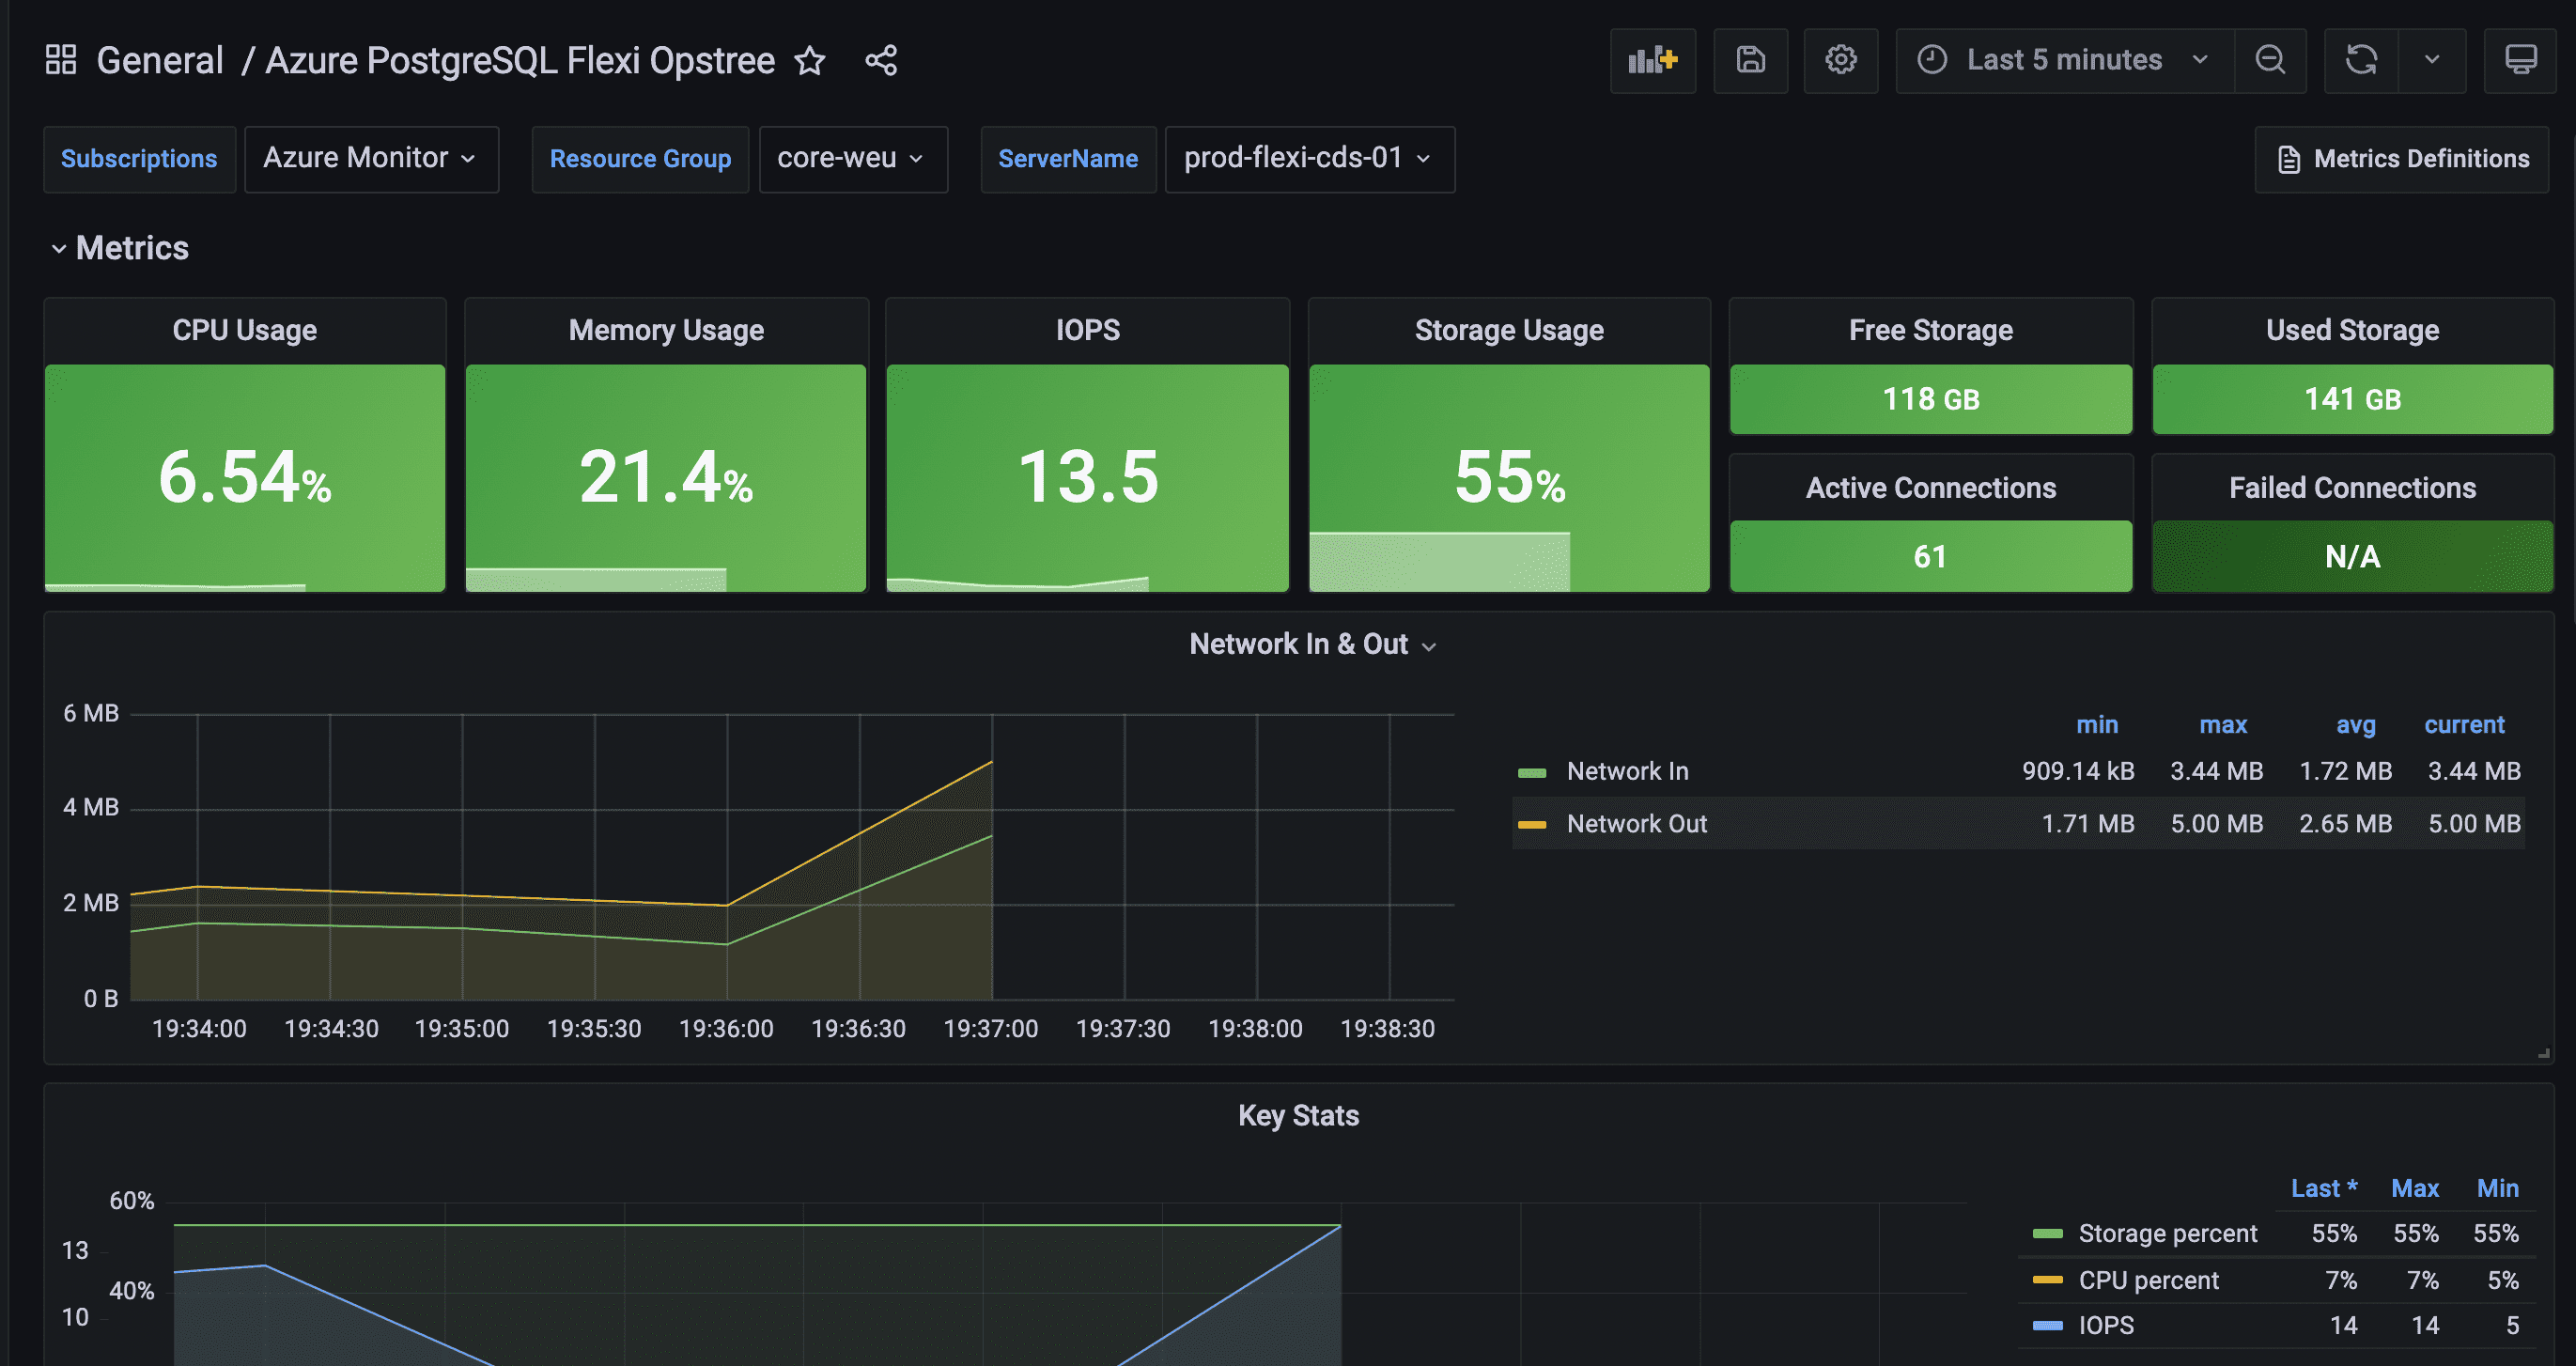 General / Azure PostgreSQL Flexi Opstree
Last 5 minutes
Subscriptions Azure Monitor Resource Group core-weu ServerName prod-flexi-cds-01 Metrics Definitions
Metrics
CPU Usage Memory Usage IOPS Storage Usage Free Storage Used Storage
118 GB 141 GB
6.54% 21.4% 13.5 55%
Active Connections Failed Connections
61 N/A
Network In & Out
6 MB
4 MB
2 MB
0 B
19:34:00 19:34:30 19:35:00 19:35:30 19:36:00 19:36:30 19:37:00 19:37:30 19:38:00 19:38:30
min max avg current
Network In 909.14 kB 3.44 MB 1.72 MB 3.44 MB
Network Out 1.71 MB 5.00 MB 2.65 MB 5.00 MB
Key Stats
60%
13
40%
10
Last * Max Min
Storage percent 55% 55% 55%
CPU percent 7% 7% 5%
IOPS 14 14 5